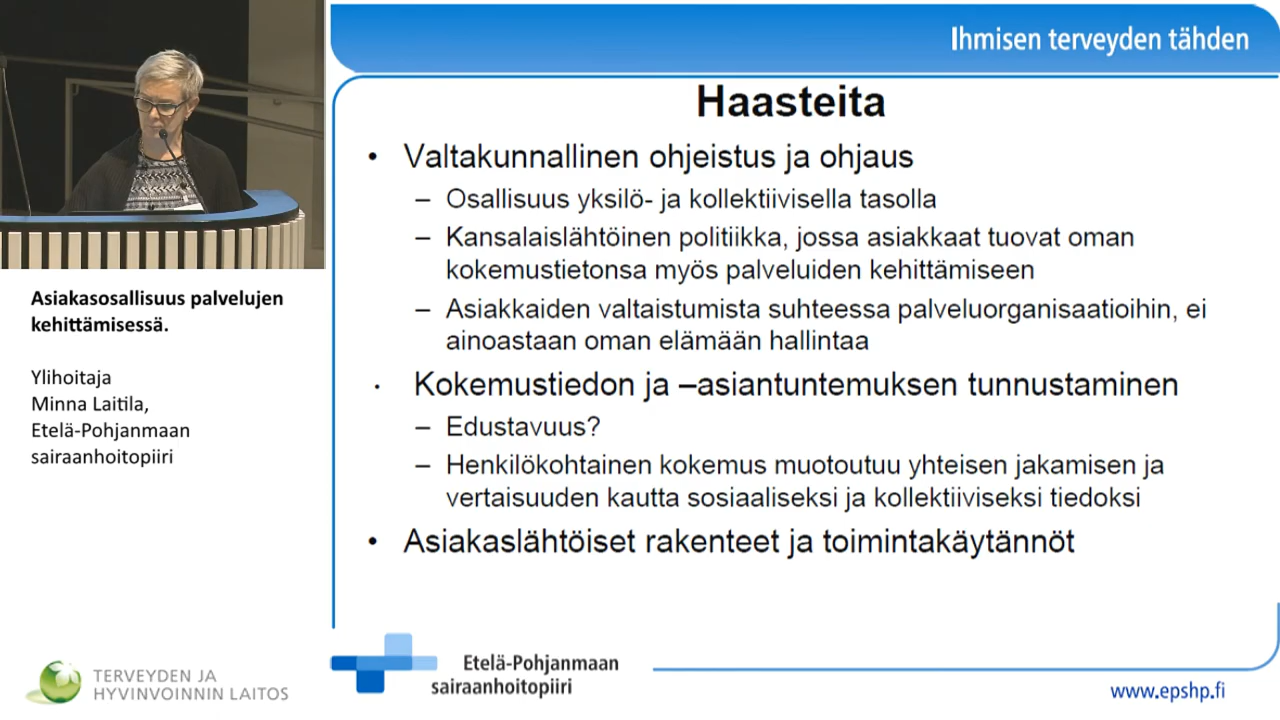 Ihmisen terveyden tähden
Haasteita
• Valtakunnallinen ohjeistus ja ohjaus
– Osallisuus yksilö- ja kollektiivisella tasolla
– Kansalaislähtöinen politiikka, jossa asiakkaat tuovat oman
kokemustietonsa myös palveluiden kehittämiseen
– Asiakkaiden valtaistumista suhteessa palveluorganisaatioihin, ei
ainoastaan oman elämään hallintaa
• Kokemustiedon ja –asiantuntemuksen tunnustaminen
– Edustavuus?
– Henkilökohtainen kokemus muotoutuu yhteisen jakamisen ja
vertaisuuden kautta sosiaaliseksi ja kollektiiviseksi tiedoksi
• Asiakaslähtöiset rakenteet ja toimintakäytännöt
Asiakasosallisuus palvelujen
kehittämisessä.
Ylihoitaja
Minna Laitila,
Etelä-Pohjanmaan
sairaanhoitopiiri
TERVEYDEN JA
HYVINVOINNIN LAITOS
Etelä-Pohjanmaan
sairaanhoitopiiri
www.epshp.fi